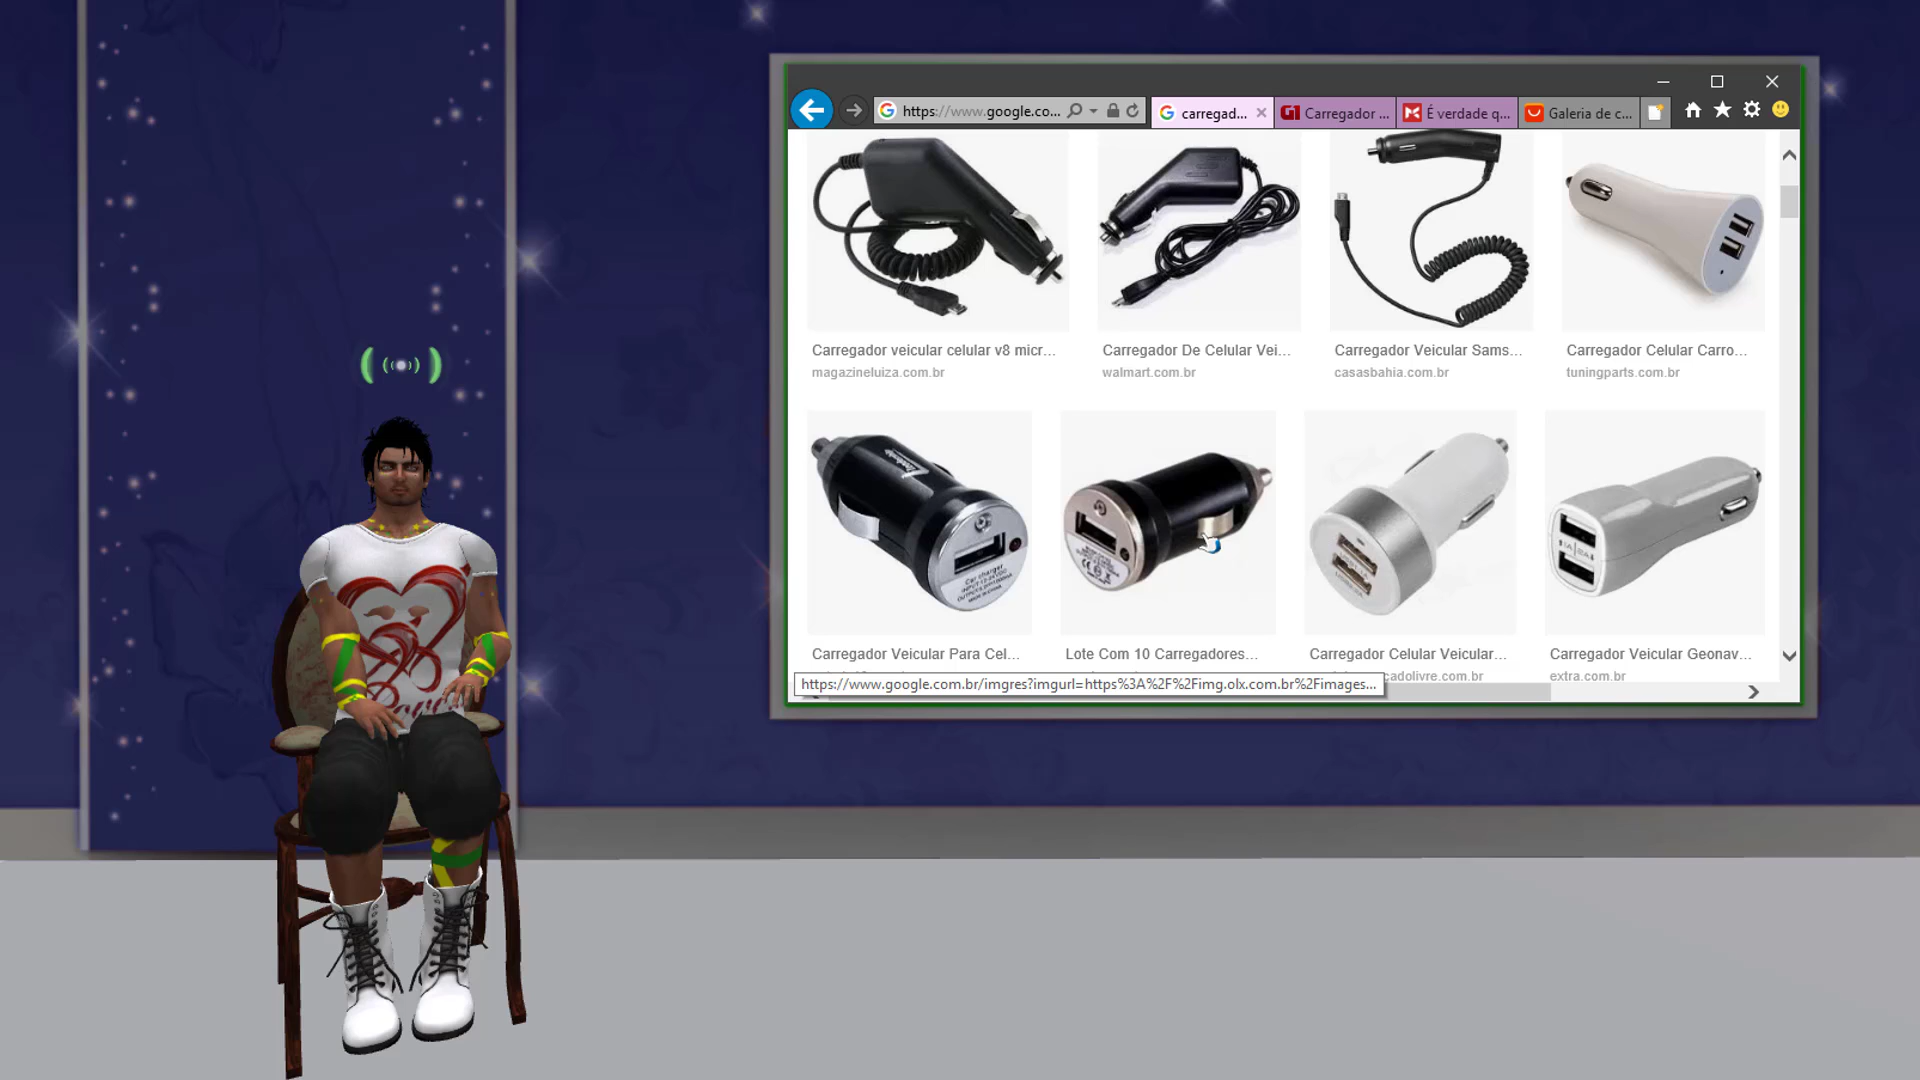 https://www.google.co...
carregad...
G1 Carregador ...
É verdade q...
Galeria de c...
Carregador veicular celular v8 micr...
magazineluiza.com.br
Carregador De Celular Vei...
walmart.com.br
Carregador Veicular Sams...
casasbahia.com.br
Carregador Celular Carro...
tuningparts.com.br
Car charger
Carregador Veicular Para Cel...
Lote Com 10 Carregadores...
Carregador Celular Veicular...
Carregador Veicular Geonav...
cadolivre.com.br
extra.com.br
https://www.google.com.br/imgres?imgurl=https%3A%2F%2Fimg.olx.com.br%2Fimages...